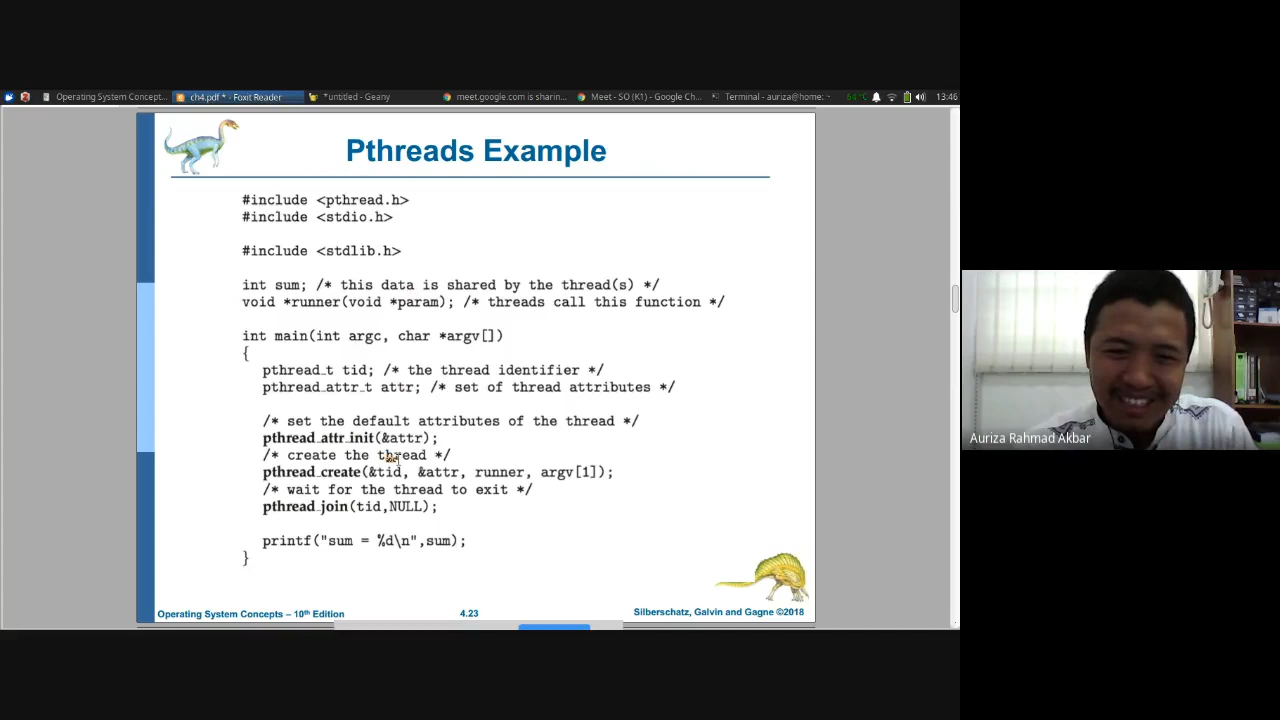 Operating System Concept...
ch4.pdf * - Foxit Reader
*untitled - Geany
meet.google.com is sharin...
Meet - SO (K1) - Google Ch...
Terminal - auriza@home: ~
64°C
13:46
Pthreads Example
#include <pthread.h>
#include <stdio.h>
#include <stdlib.h>
int sum; /* this data is shared by the thread(s) */
void *runner(void *param); /* threads call this function */
int main(int argc, char *argv[])
{
pthread_t tid; /* the thread identifier */
pthread_attr_t attr; /* set of thread attributes */
/* set the default attributes of the thread */
pthread_attr_init(&attr);
/* create the thread */
pthread_create(&tid, &attr, runner, argv[1]);
/* wait for the thread to exit */
pthread_join(tid,NULL);
printf("sum = %d\n",sum);
}
Operating System Concepts – 10th Edition
4.23
Silberschatz, Galvin and Gagne ©2018
Auriza Rahmad Akbar